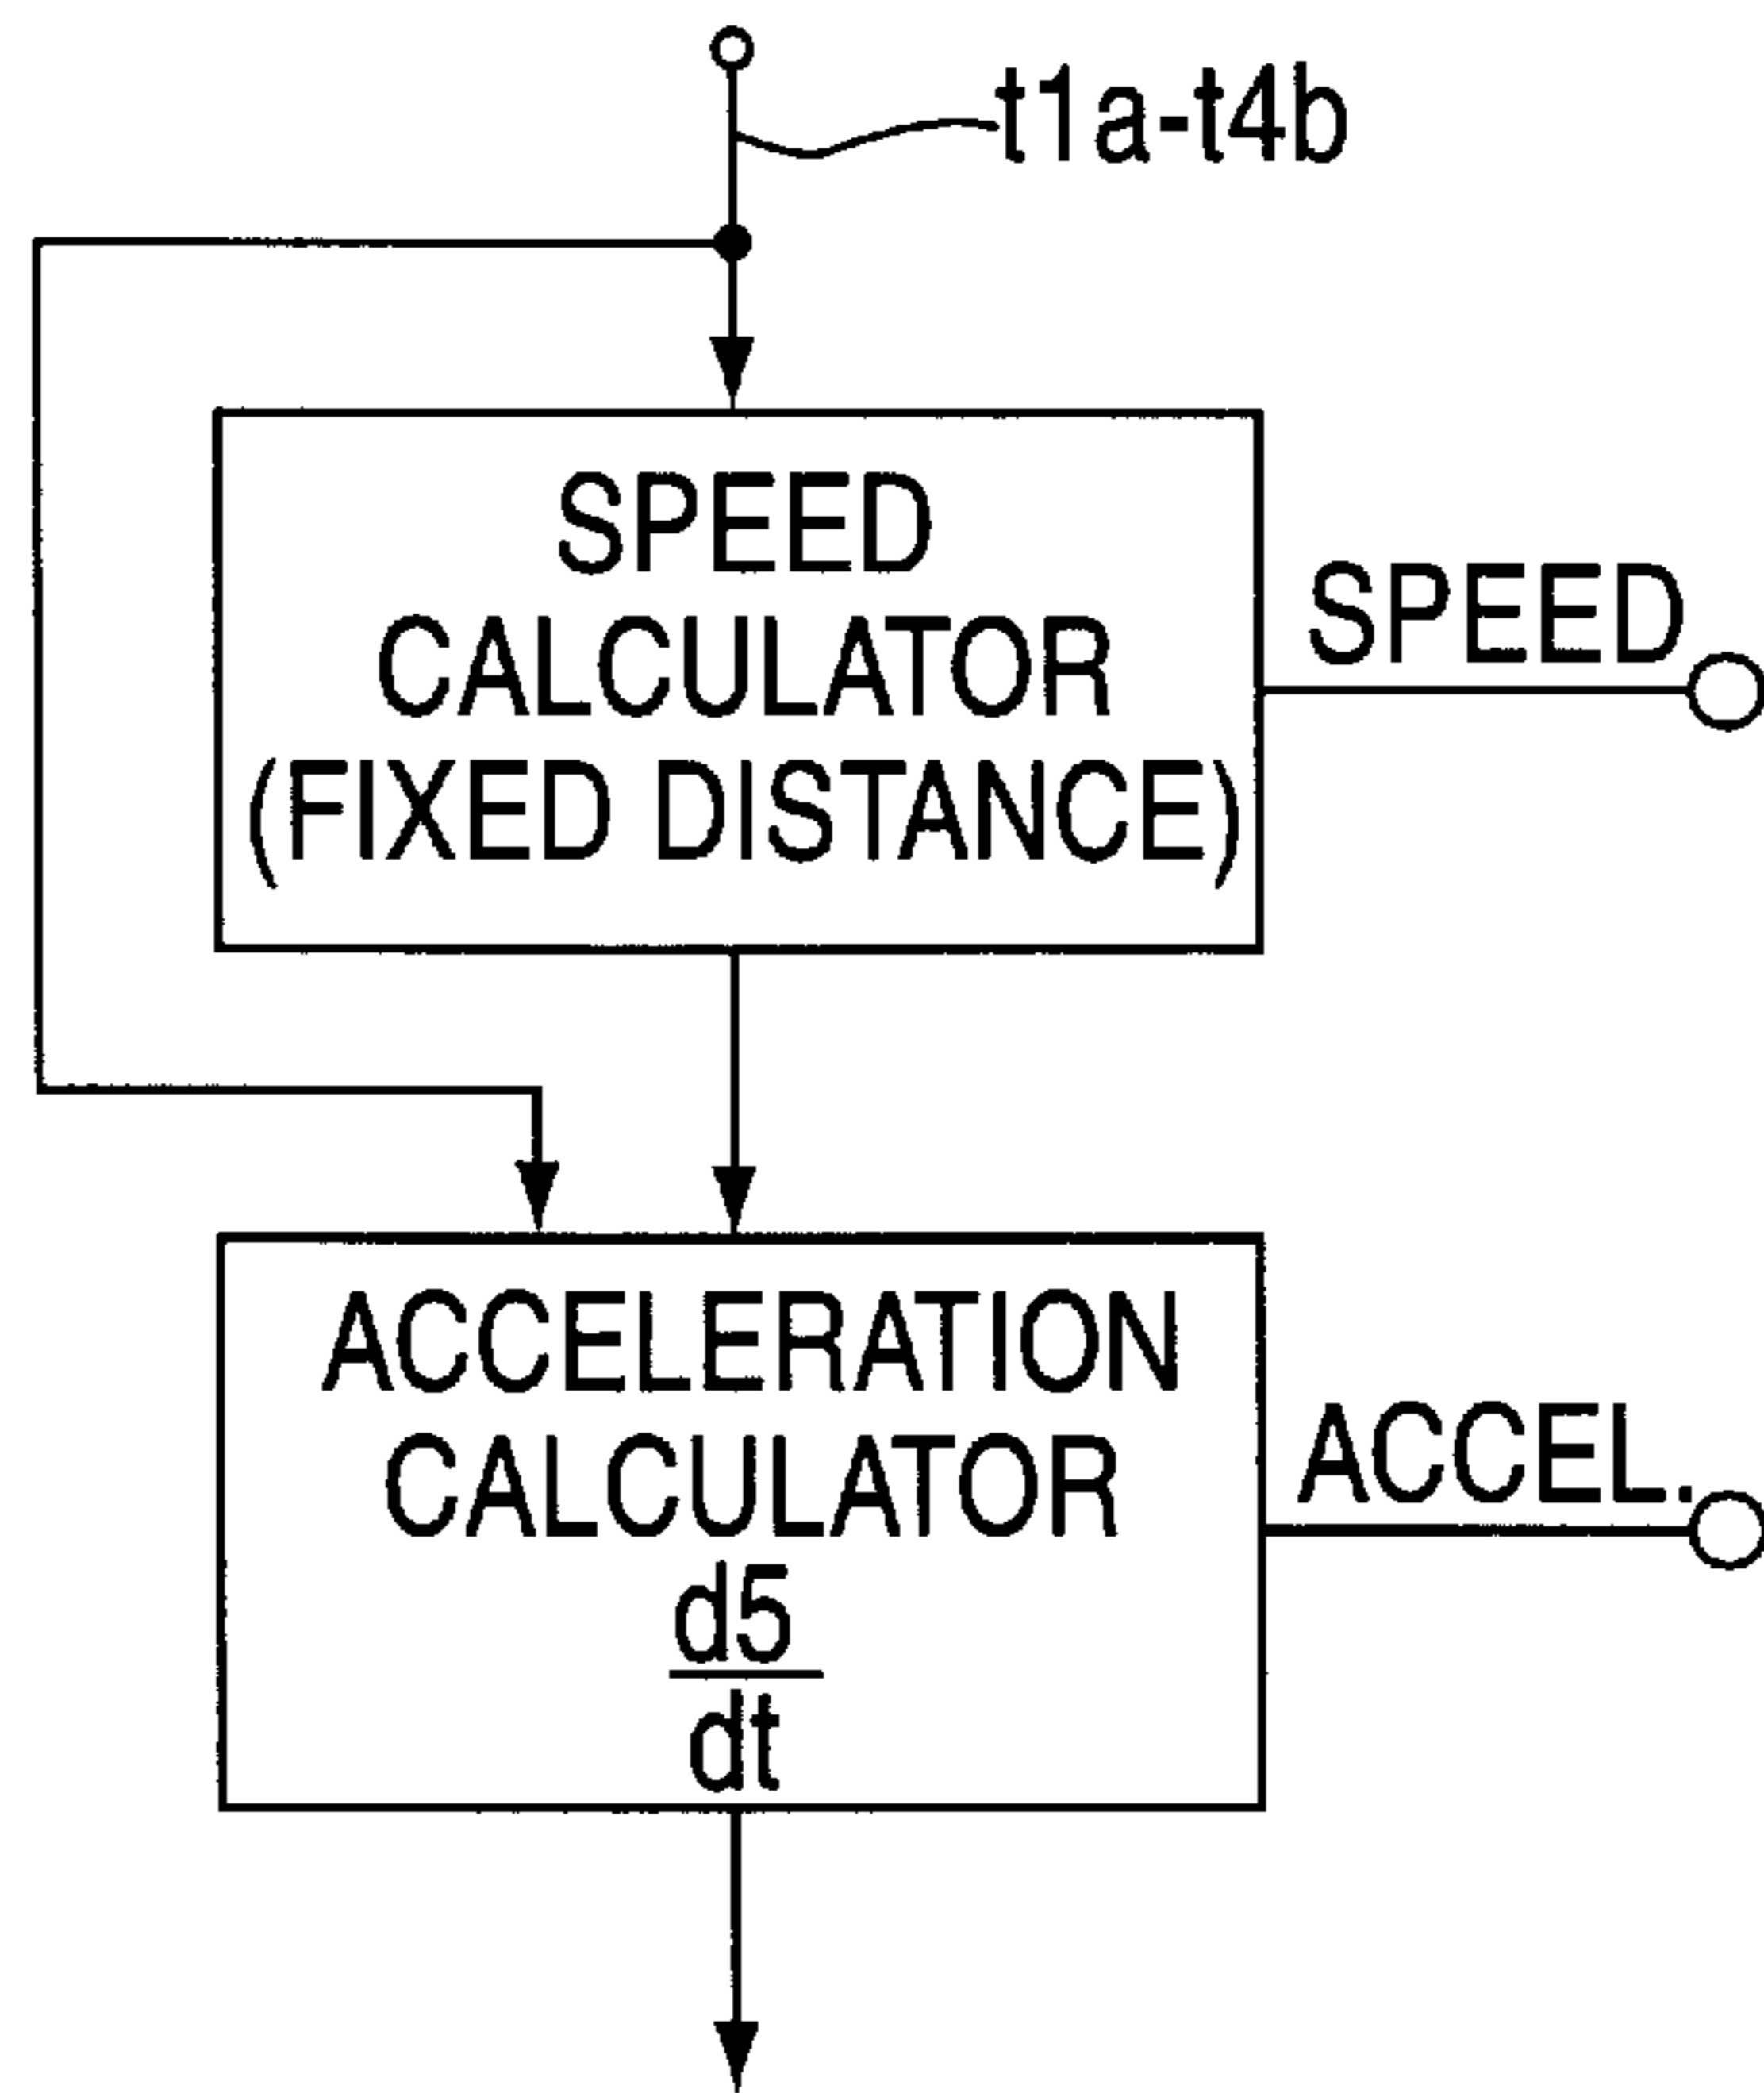 t1a-t4b
SPEED
CALCULATOR
(FIXED DISTANCE)
SPEED
ACCELERATION
CALCULATOR
d5
dt
ACCEL.